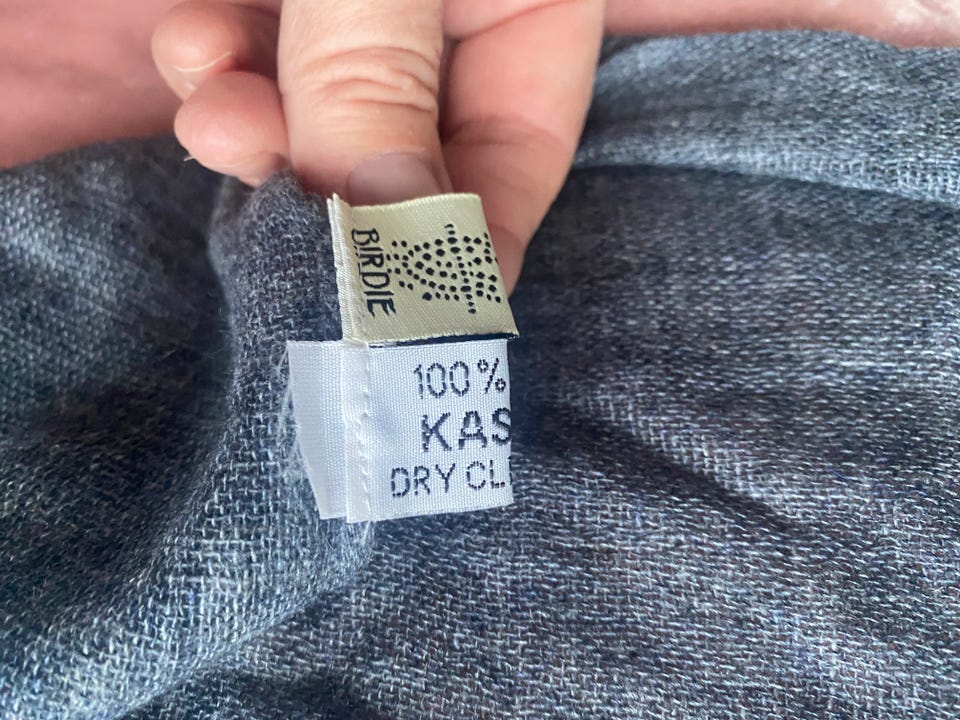 BIRDIE
100%
KAS
DRY CL